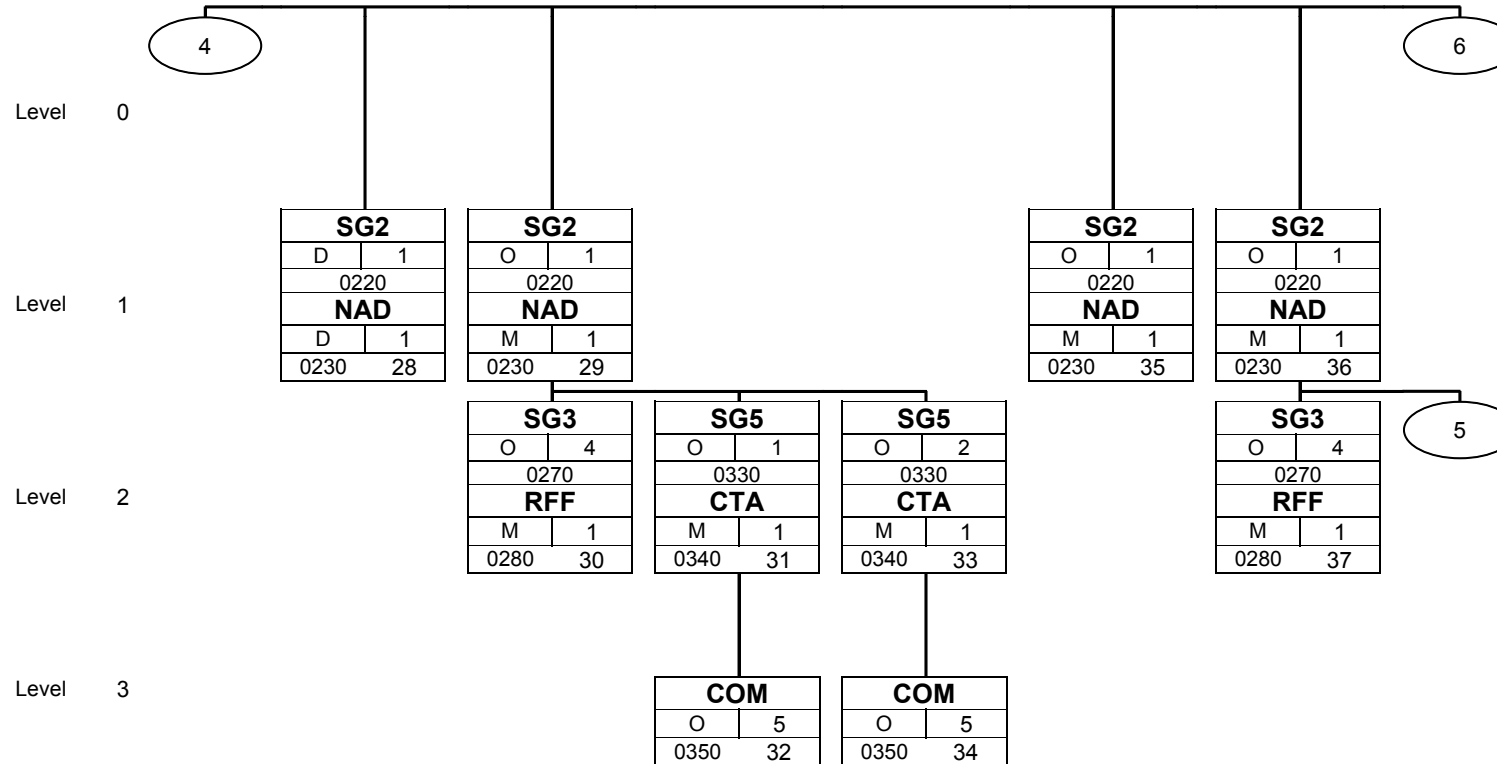 4 6
Level 0
SG2 SG2 SG2 SG2
D 1 O 1 O 1 O 1
0220 0220 0220 0220
Level 1
NAD NAD NAD NAD
D 1 M 1 M 1 M 1
0230 28 0230 29 0230 35 0230 36
SG3 SG5 SG5 SG3
5
O 4 O 1 O 2 O 4
0270 0330 0330 0270
Level 2
RFF CTA CTA RFF
M 1 M 1 M 1 M 1
0280 30 0340 31 0340 33 0280 37
Level 3
COM COM
O 5 O 5
0350 32 0350 34